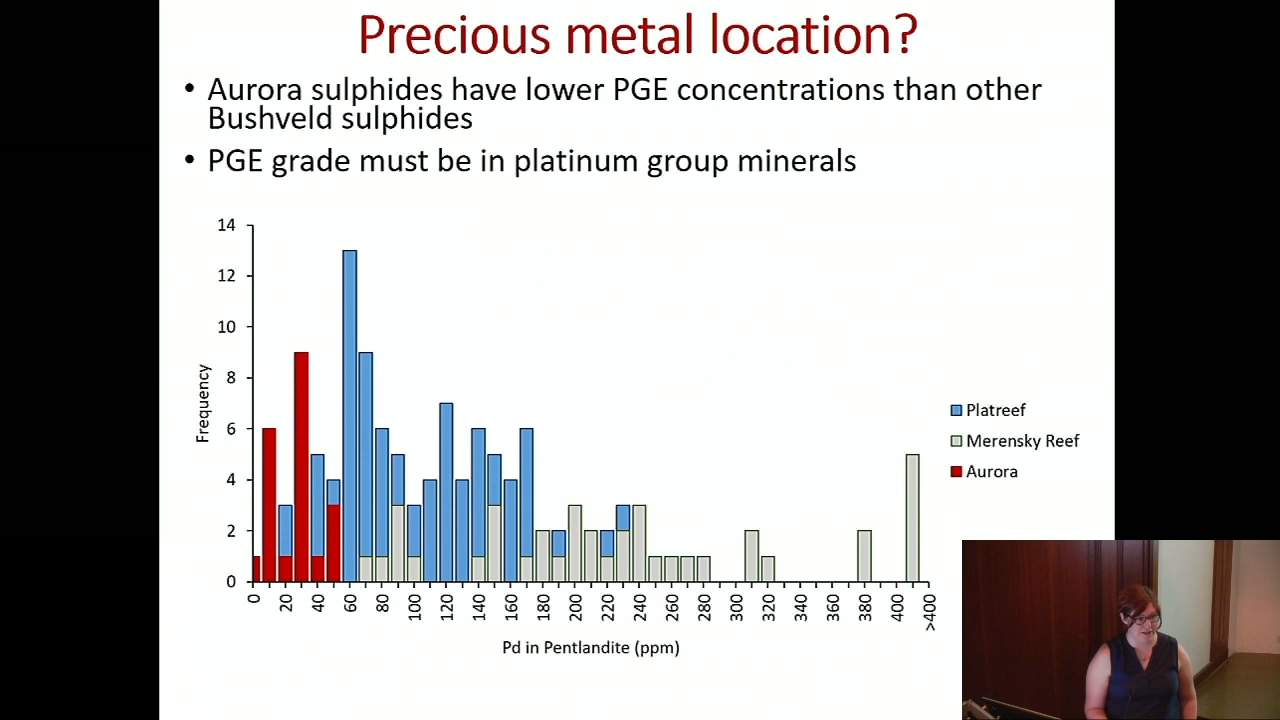 Precious metal location?
• Aurora sulphides have lower PGE concentrations than other
Bushveld sulphides
• PGE grade must be in platinum group minerals
14
12
10
8
6
4
2
0
Frequency
0 20 40 60 80 100 120 140 160 180 200 220 240 260 280 300 320 340 360 380 400 >400
Pd in Pentlandite (ppm)
Platreef
Merensky Reef
Aurora